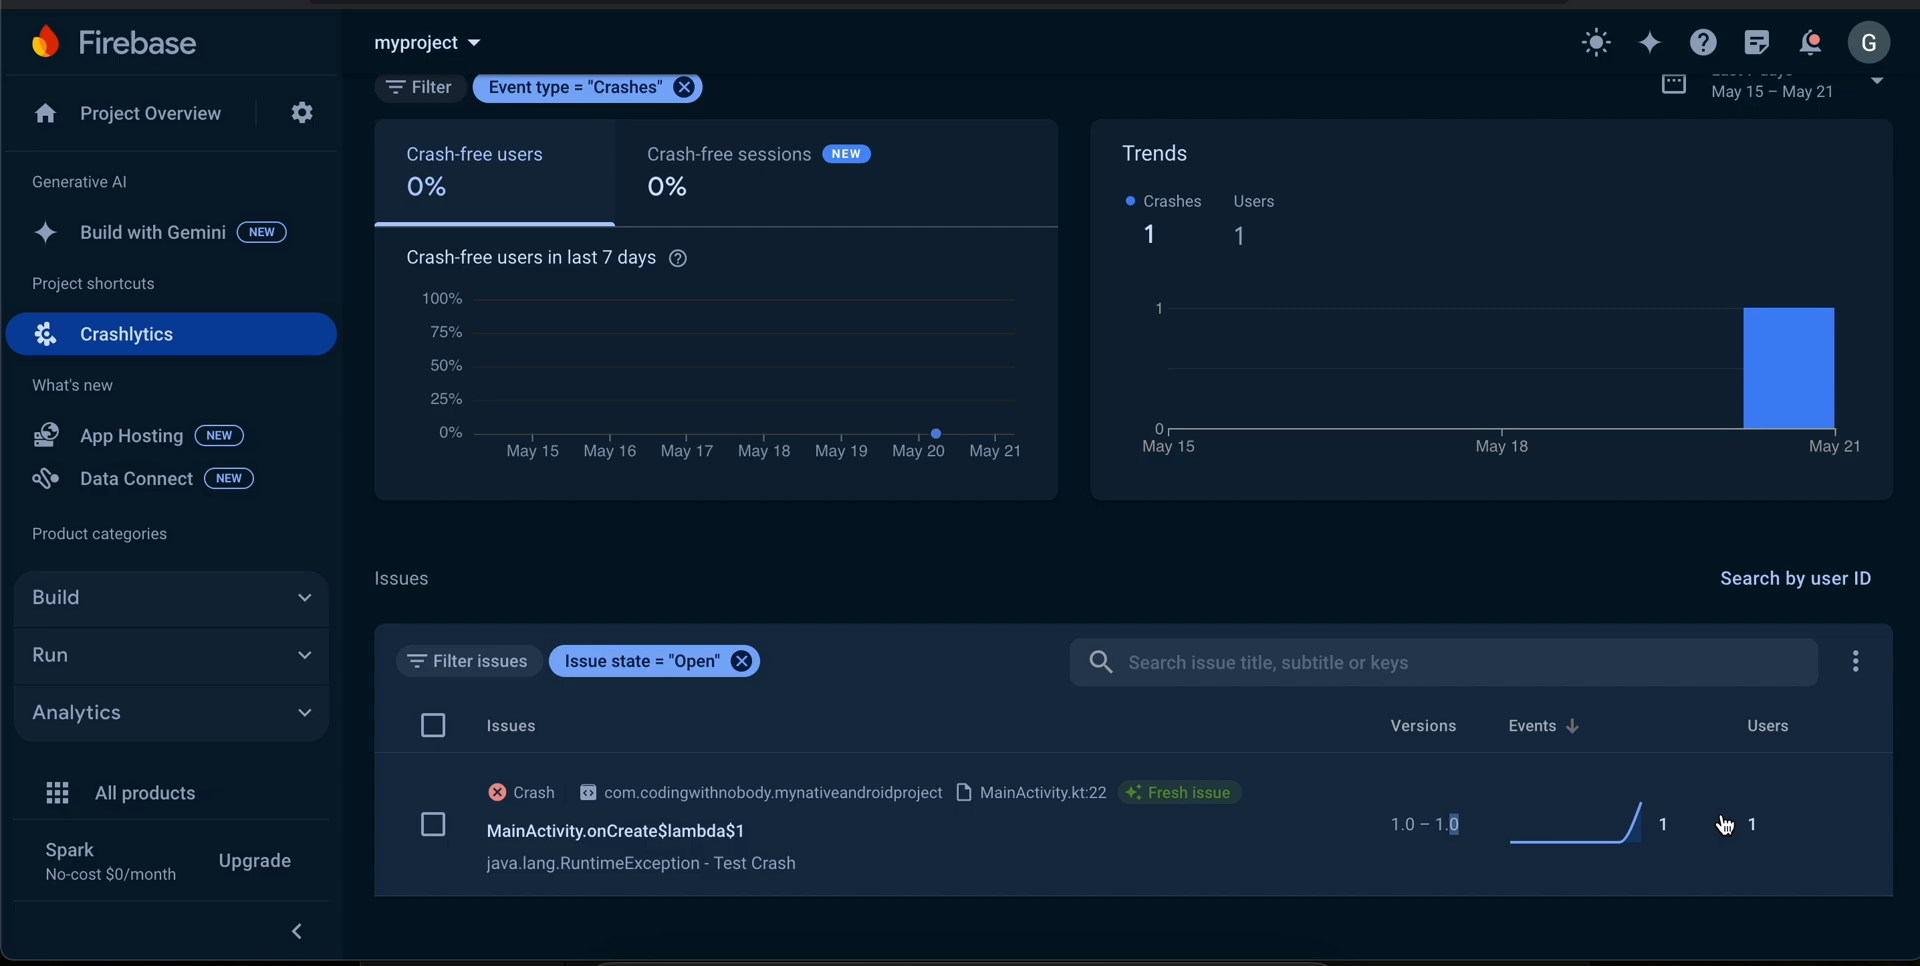 Firebase
myproject
G
Project Overview
Generative AI
Build with Gemini NEW
Project shortcuts
Crashlytics
What's new
App Hosting NEW
Data Connect NEW
Product categories
Build
Run
Analytics
All products
Spark
No-cost $0/month
Upgrade
Filter
Event type = "Crashes"
May 15 – May 21
Crash-free users
0%
Crash-free sessions NEW
0%
Crash-free users in last 7 days
100%
75%
50%
25%
0%
May 15 May 16 May 17 May 18 May 19 May 20 May 21
Trends
Crashes Users
1 1
1
0
May 15 May 18 May 21
Issues
Search by user ID
Filter issues
Issue state = "Open"
Search issue title, subtitle or keys
Issues Versions Events Users
Crash com.codingwithnobody.mynativeandroidproject MainActivity.kt:22 Fresh issue
MainActivity.onCreate$lambda$1
java.lang.RuntimeException - Test Crash
1.0 – 1.0 1 1